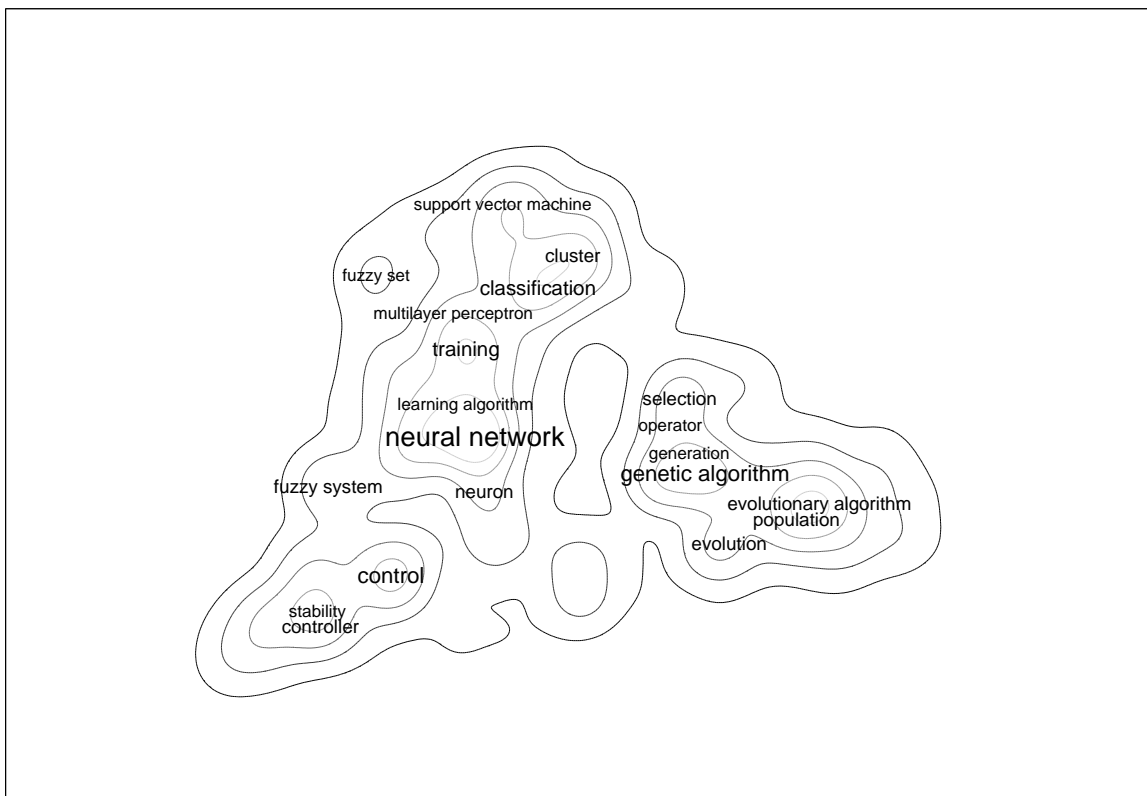 support vector machine
cluster
fuzzy set
classification
multilayer perceptron
training
selection
learning algorithm
operator
neural network
generation
genetic algorithm
fuzzy system
neuron
evolutionary algorithm
population
evolution
control
stability
controller